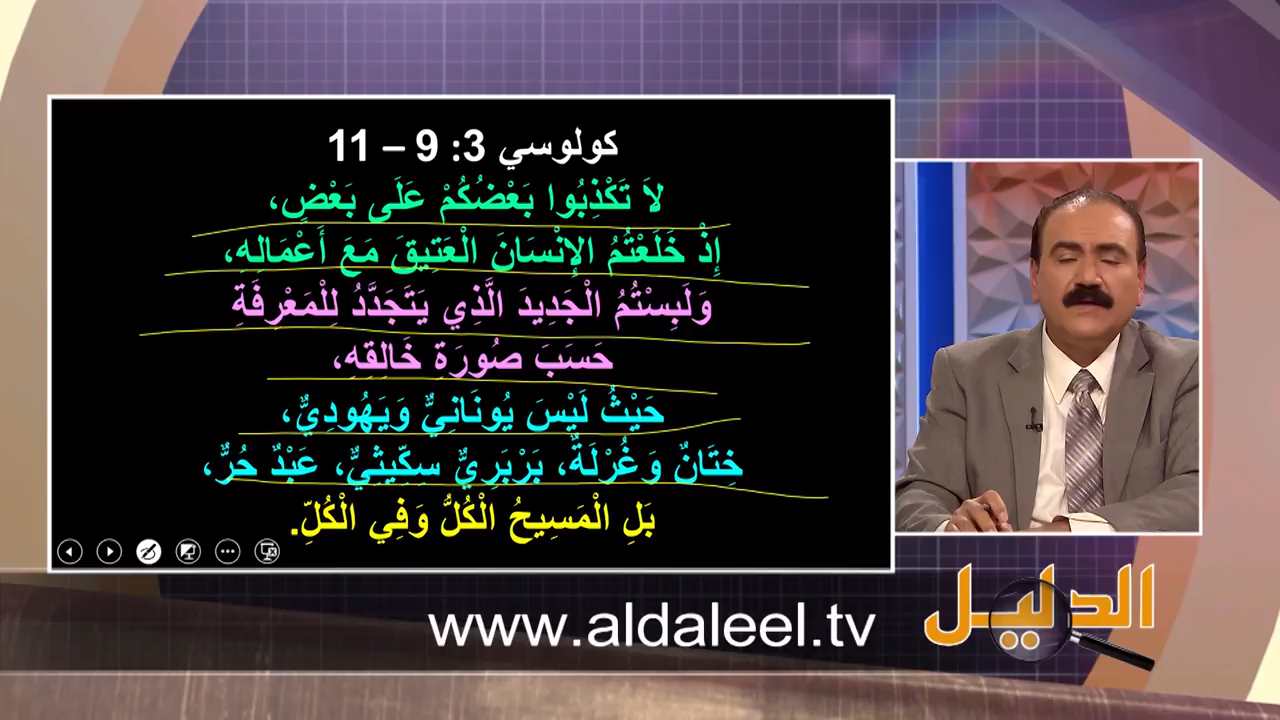 كولوسي 3: 9 – 11
لاَ تَكْذِبُوا بَعْضُكُمْ عَلَى بَعْضٍ،
إِذْ خَلَعْتُمُ الإِنْسَانَ الْعَتِيقَ مَعَ أَعْمَالِهِ،
وَلَبِسْتُمُ الْجَدِيدَ الَّذِي يَتَجَدَّدُ لِلْمَعْرِفَةِ
حَسَبَ صُورَةِ خَالِقِهِ،
حَيْثُ لَيْسَ يُونَانِيٌّ وَيَهُودِيٌّ،
خِتَانٌ وَغُرْلَةٌ، بَرْبَرِيٌّ سِكِّيثِيٌّ، عَبْدٌ حُرٌّ،
بَلِ الْمَسِيحُ الْكُلُّ وَفِي الْكُلِّ.
www.aldaleel.tv
الدليل